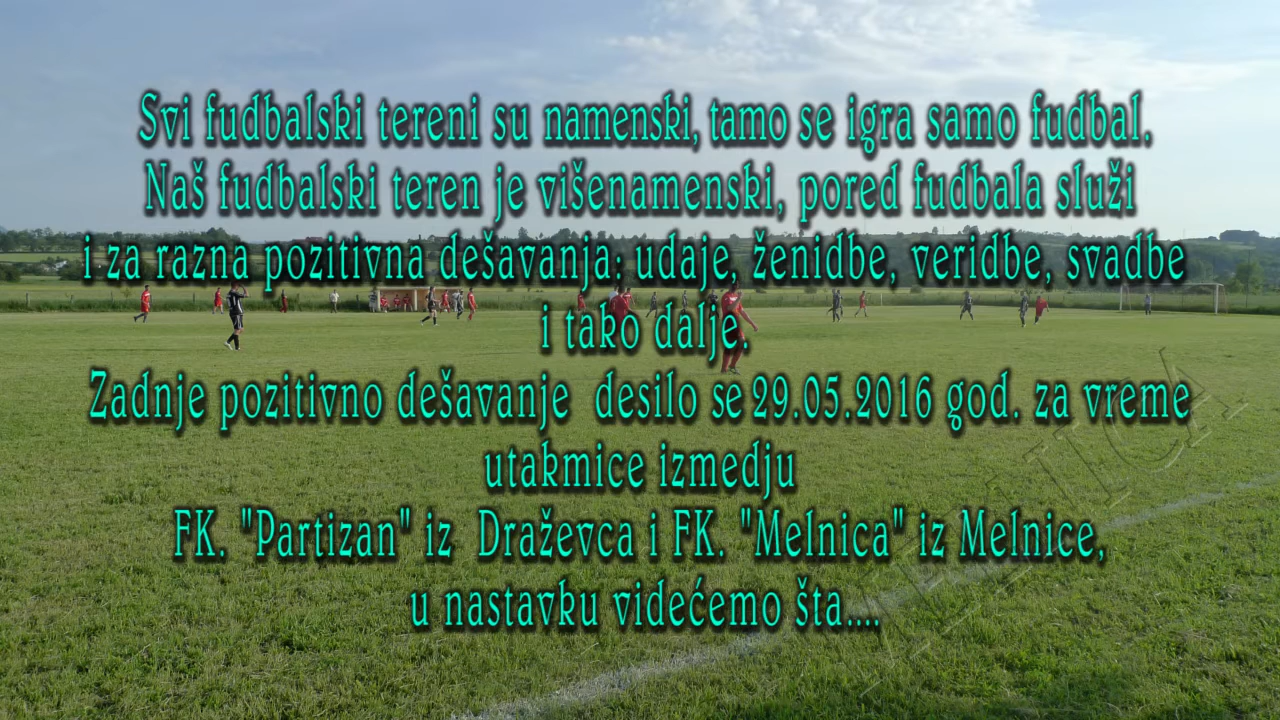 Svi fudbalski tereni su namenski, tamo se igra samo fudbal.
Naš fudbalski teren je višenamenski, pored fudbala služi
i za razna pozitivna dešavanja: udaje, ženidbe, veridbe, svadbe
i tako dalje.
Zadnje pozitivno dešavanje desilo se 29.05.2016 god. za vreme
utakmice izmedju
FK. "Partizan" iz Draževca i FK. "Melnica" iz Melnice,
u nastavku videćemo šta....
MELNICA